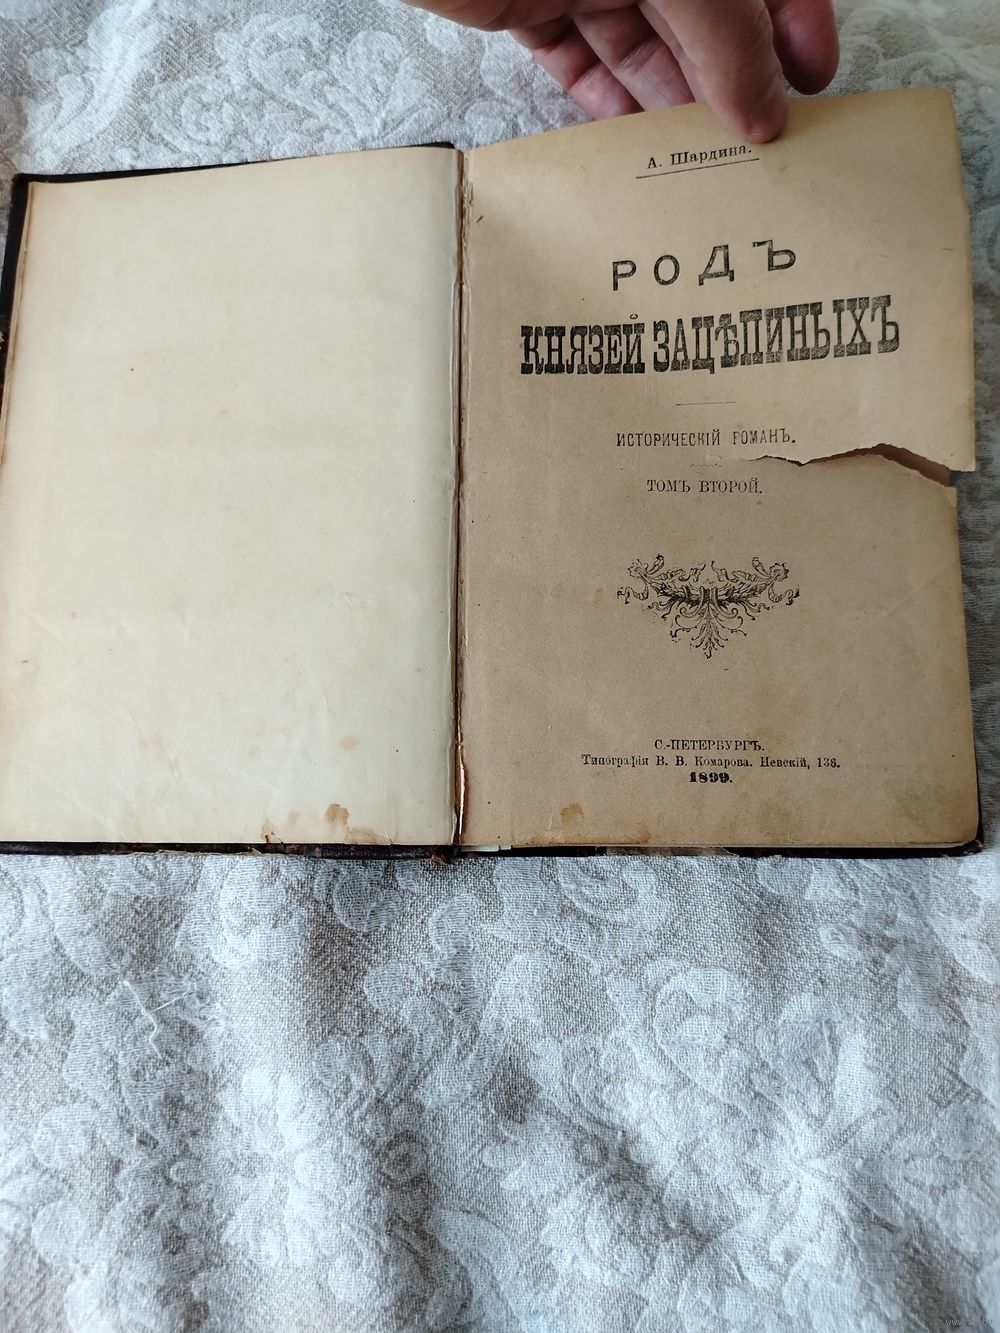 А. Шардина.
РОДЪ
КНЯЗЕЙ ЗАЦѢПИНЫХЪ
ИСТОРИЧЕСКІЙ РОМАНЪ.
ТОМЪ ВТОРОЙ.
С.-ПЕТЕРБУРГЪ.
Типографія В. В. Комарова. Невскій, 136.
1899.